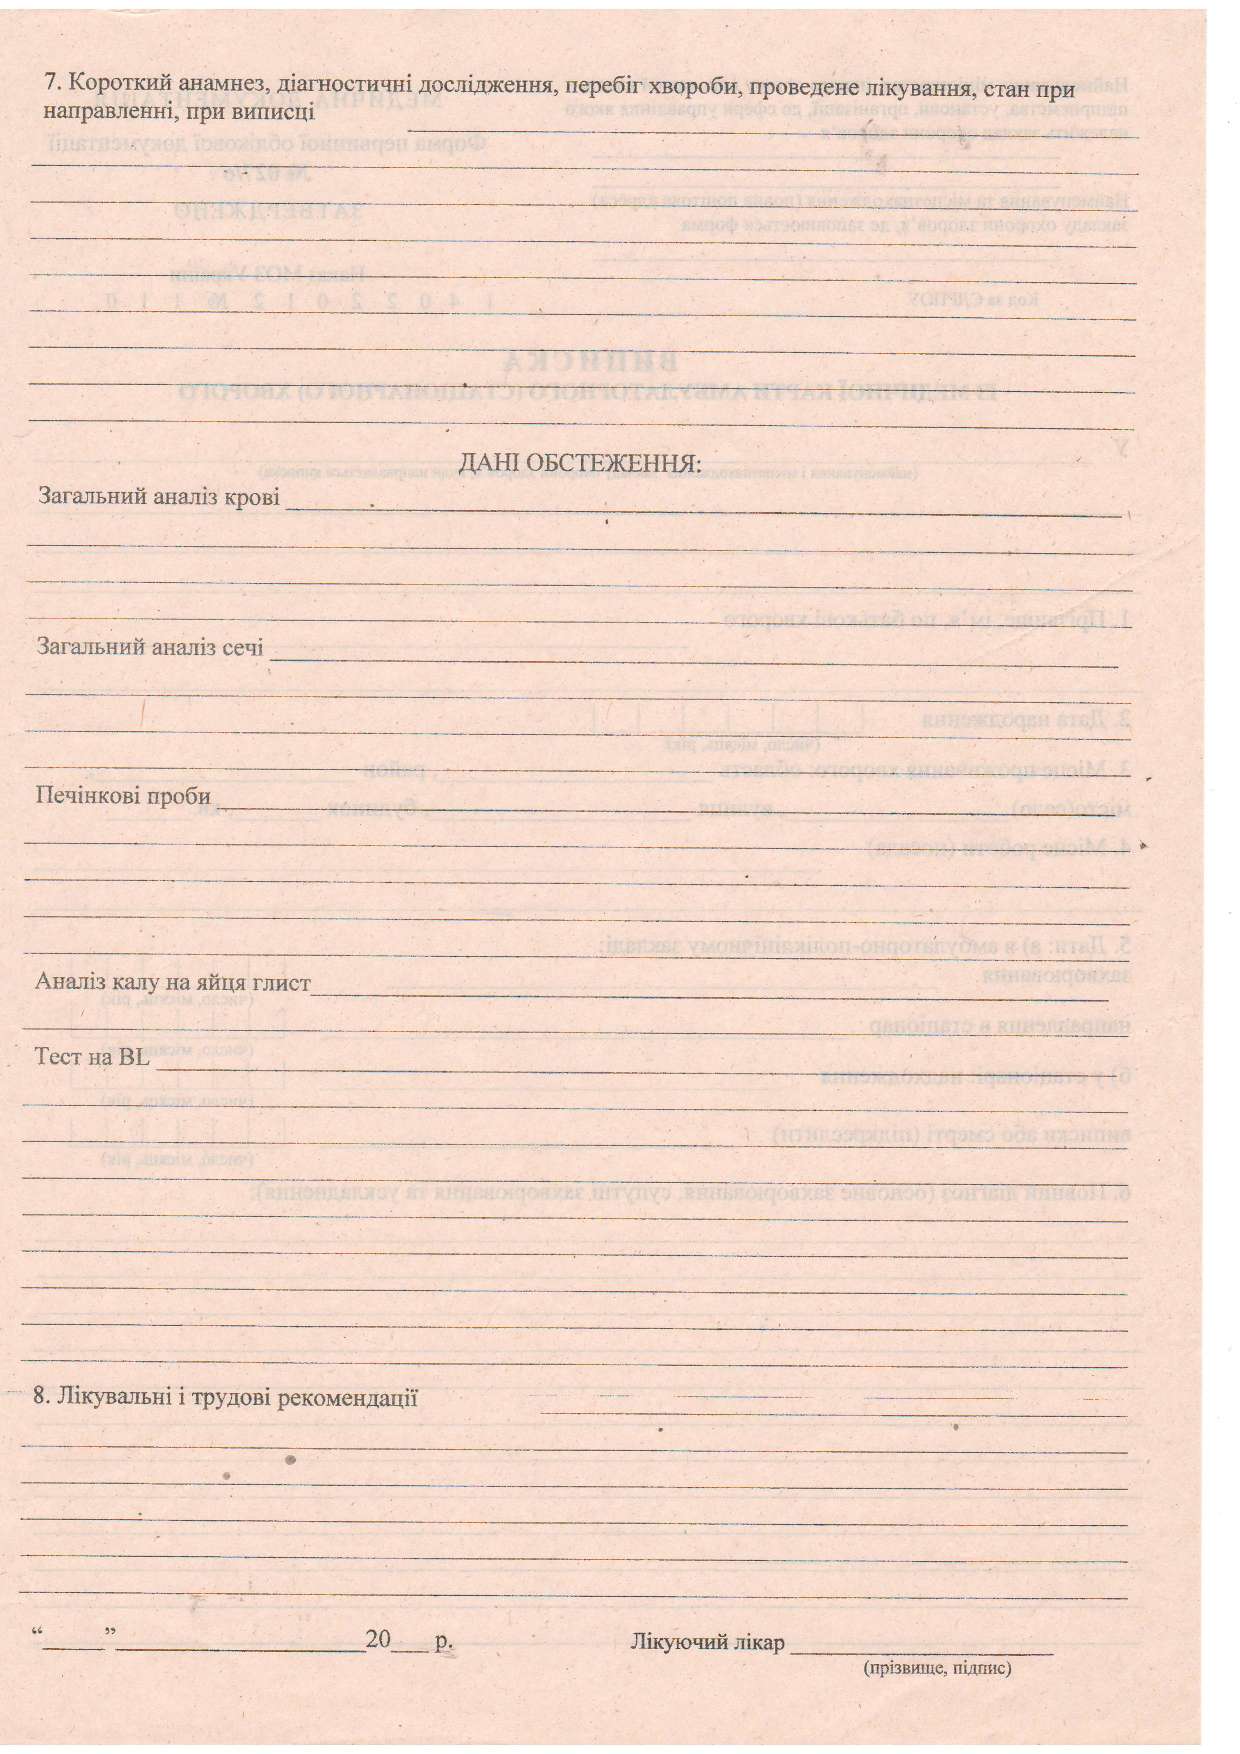 7. Короткий анамнез, діагностичні дослідження, перебіг хвороби, проведене лікування, стан при
направленні, при виписці
ДАНІ ОБСТЕЖЕННЯ:
Загальний аналіз крові
Загальний аналіз сечі
Печінкові проби
Аналіз калу на яйця глист
Тест на BL
8. Лікувальні і трудові рекомендації
“_____”____________________20___ р.
Лікуючий лікар
(прізвище, підпис)